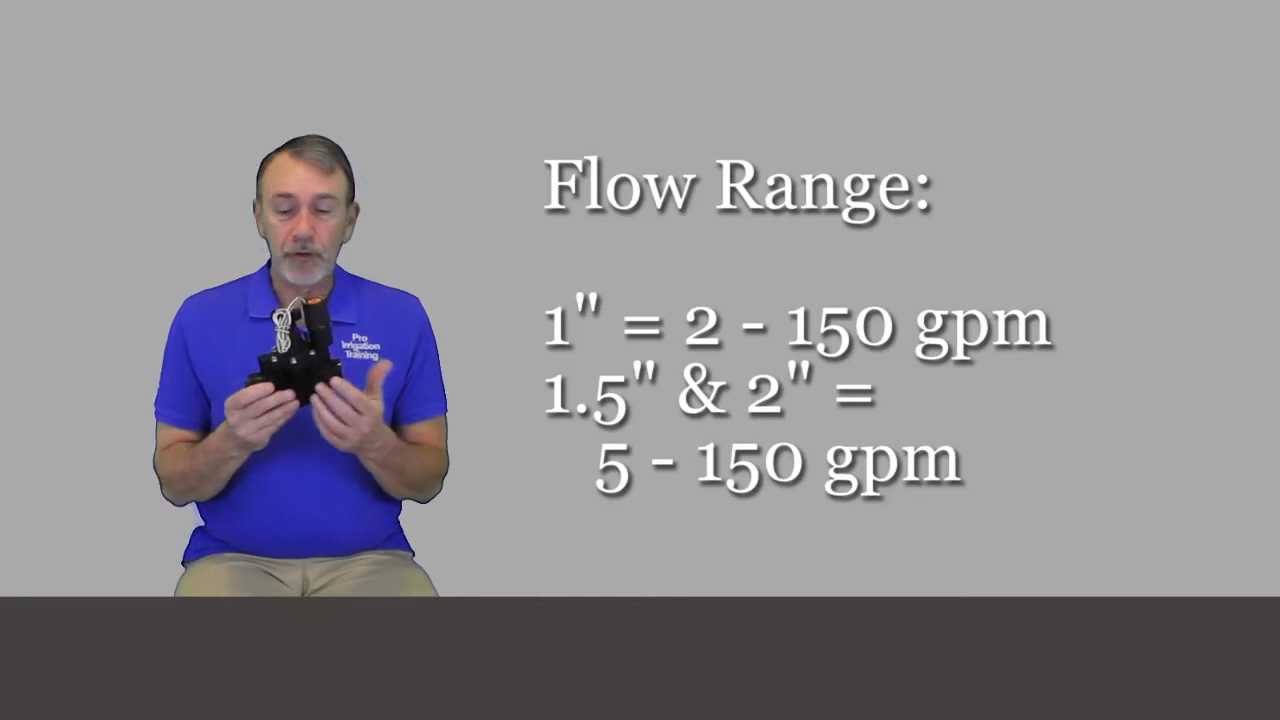 Flow Range:
1" = 2 - 150 gpm
1.5" & 2" =
5 - 150 gpm
Pro
Irrigation
Training